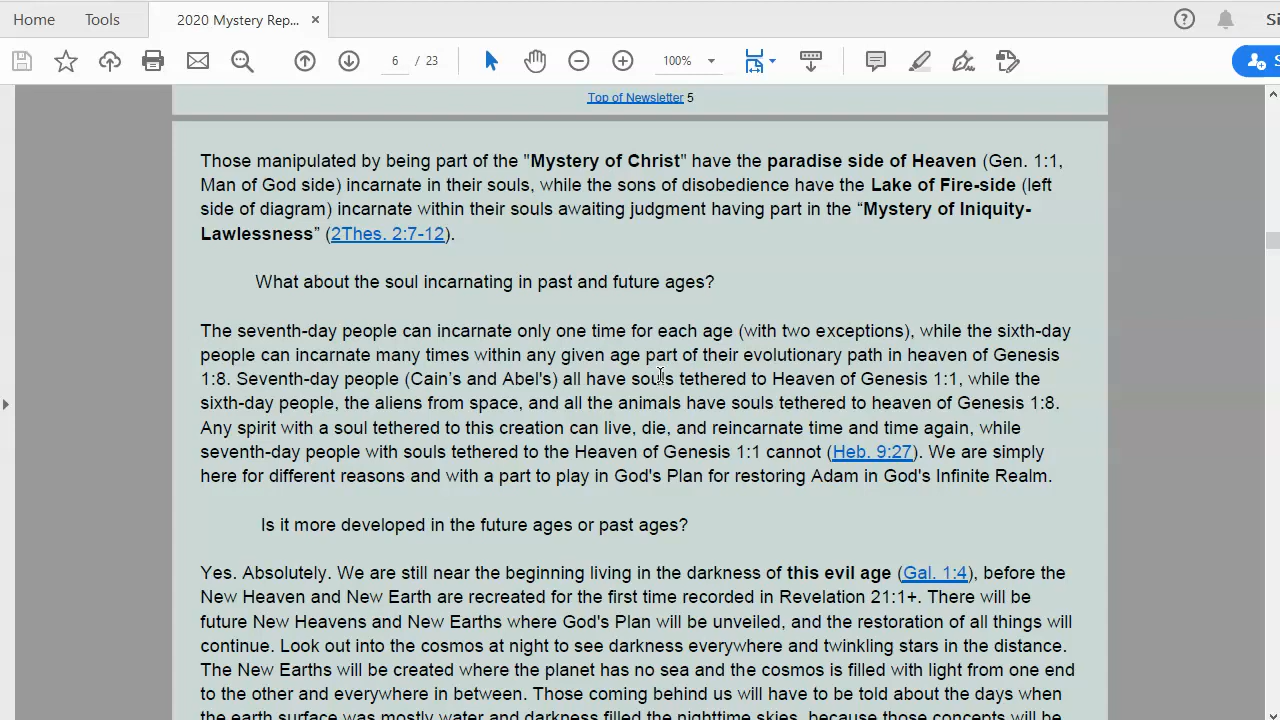 Home Tools 2020 Mystery Rep... × Si
6 / 23 100% S
Top of Newsletter 5
Those manipulated by being part of the "Mystery of Christ" have the paradise side of Heaven (Gen. 1:1,
Man of God side) incarnate in their souls, while the sons of disobedience have the Lake of Fire-side (left
side of diagram) incarnate within their souls awaiting judgment having part in the “Mystery of Iniquity-
Lawlessness” (2Thes. 2:7-12).
What about the soul incarnating in past and future ages?
The seventh-day people can incarnate only one time for each age (with two exceptions), while the sixth-day
people can incarnate many times within any given age part of their evolutionary path in heaven of Genesis
1:8. Seventh-day people (Cain’s and Abel's) all have souls tethered to Heaven of Genesis 1:1, while the
sixth-day people, the aliens from space, and all the animals have souls tethered to heaven of Genesis 1:8.
Any spirit with a soul tethered to this creation can live, die, and reincarnate time and time again, while
seventh-day people with souls tethered to the Heaven of Genesis 1:1 cannot (Heb. 9:27). We are simply
here for different reasons and with a part to play in God's Plan for restoring Adam in God's Infinite Realm.
Is it more developed in the future ages or past ages?
Yes. Absolutely. We are still near the beginning living in the darkness of this evil age (Gal. 1:4), before the
New Heaven and New Earth are recreated for the first time recorded in Revelation 21:1+. There will be
future New Heavens and New Earths where God's Plan will be unveiled, and the restoration of all things will
continue. Look out into the cosmos at night to see darkness everywhere and twinkling stars in the distance.
The New Earths will be created where the planet has no sea and the cosmos is filled with light from one end
to the other and everywhere in between. Those coming behind us will have to be told about the days when
the earth surface was mostly water and darkness filled the nighttime skies, because those concepts will be